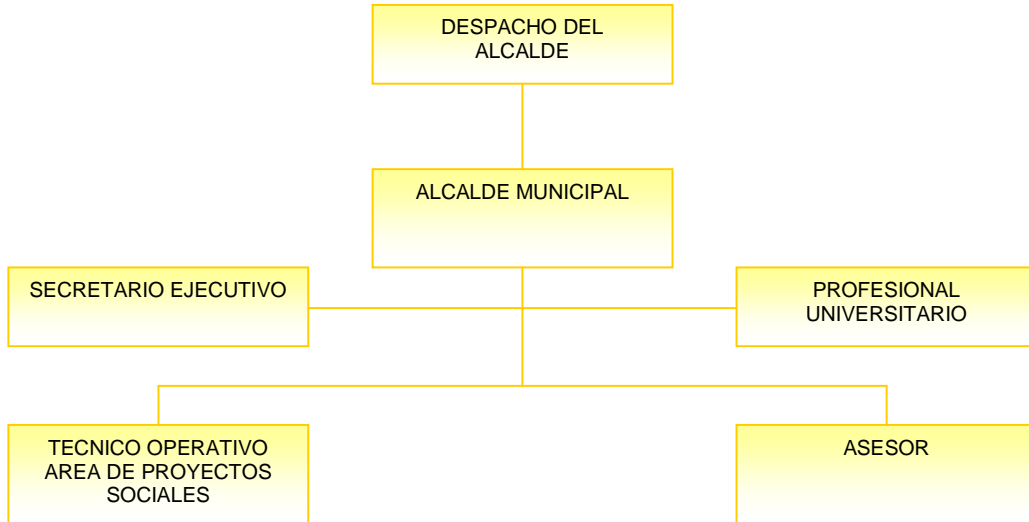 DESPACHO DEL
ALCALDE
ALCALDE MUNICIPAL
SECRETARIO EJECUTIVO
PROFESIONAL
UNIVERSITARIO
TECNICO OPERATIVO
AREA DE PROYECTOS
SOCIALES
ASESOR